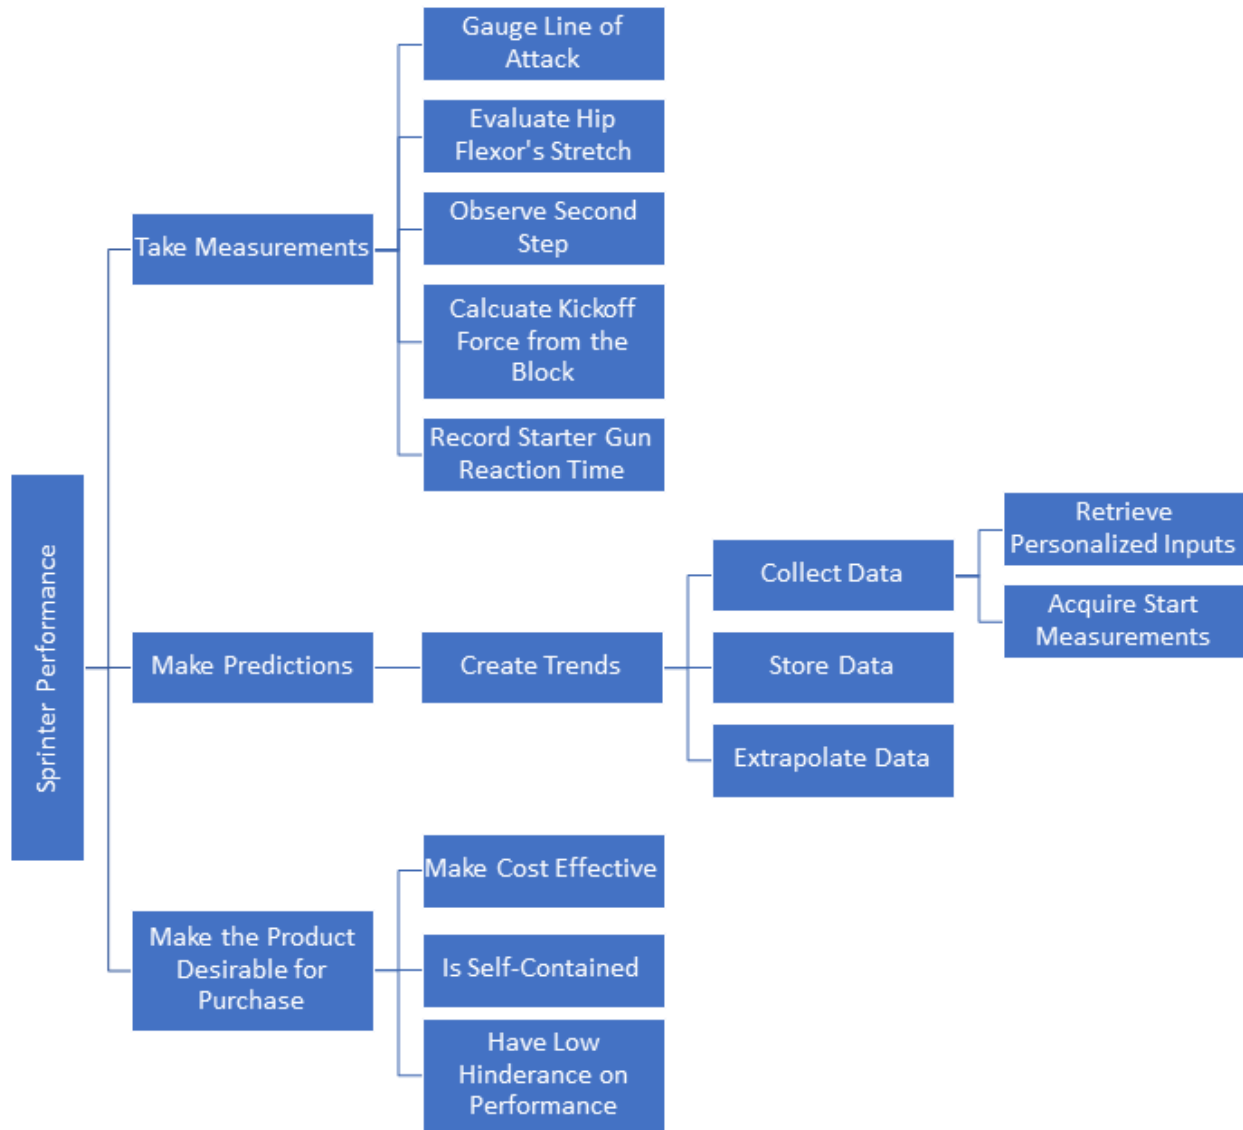 Gauge Line of
Attack
Evaluate Hip
Flexor's Stretch
Observe Second
Step
Take Measurements
Calcuate Kickoff
Force from the
Block
Record Starter Gun
Reaction Time
Sprinter Performance
Retrieve
Personalized Inputs
Collect Data
Acquire Start
Measurements
Make Predictions
Create Trends
Store Data
Extrapolate Data
Make Cost Effective
Make the Product
Desirable for
Purchase
Is Self-Contained
Have Low
Hinderance on
Performance